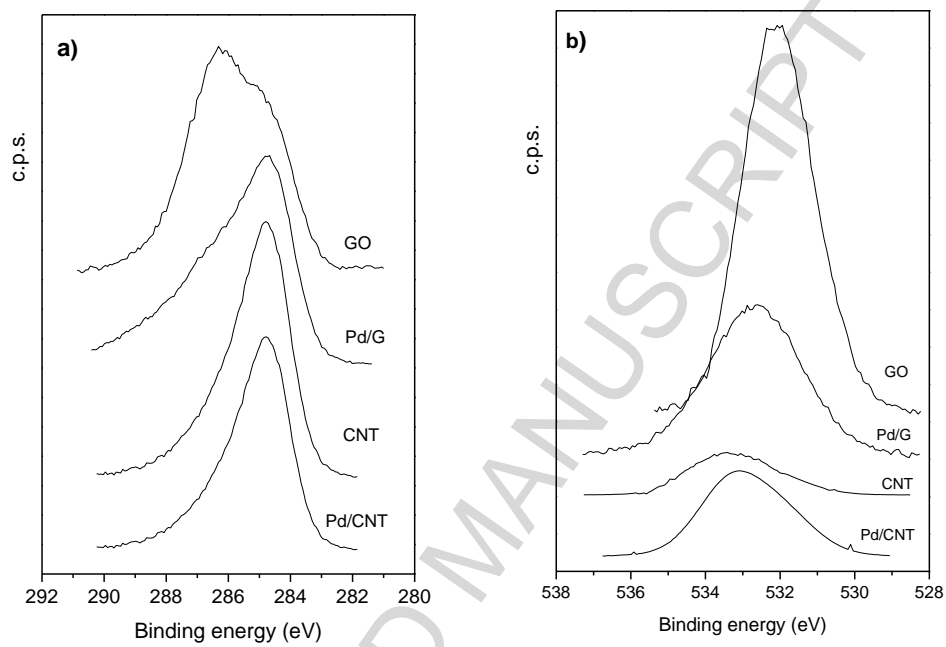 a)
c.p.s.
GO
Pd/G
CNT
Pd/CNT
292 290 288 286 284 282 280
Binding energy (eV)
b)
c.p.s.
GO
Pd/G
CNT
Pd/CNT
538 536 534 532 530 528
Binding energy (eV)
D MANUSCRIPT